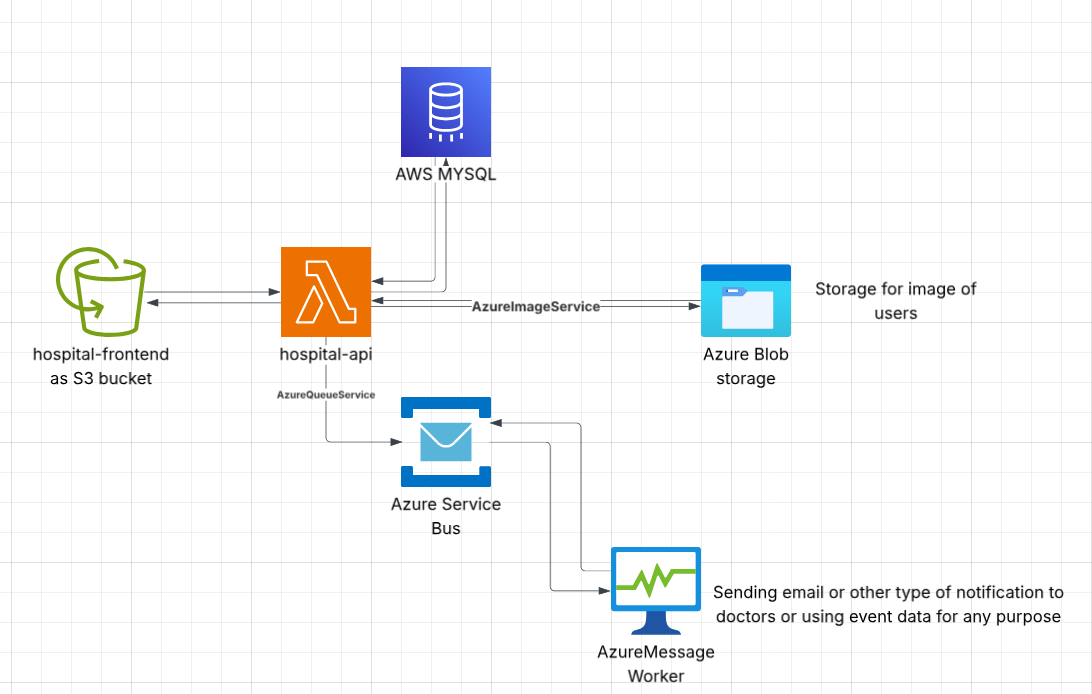 AWS MYSQL
hospital-frontend
as S3 bucket
hospital-api
AzureImageService
Azure Blob
storage
Storage for image of
users
AzureQueueService
Azure Service
Bus
AzureMessage
Worker
Sending email or other type of notification to
doctors or using event data for any purpose